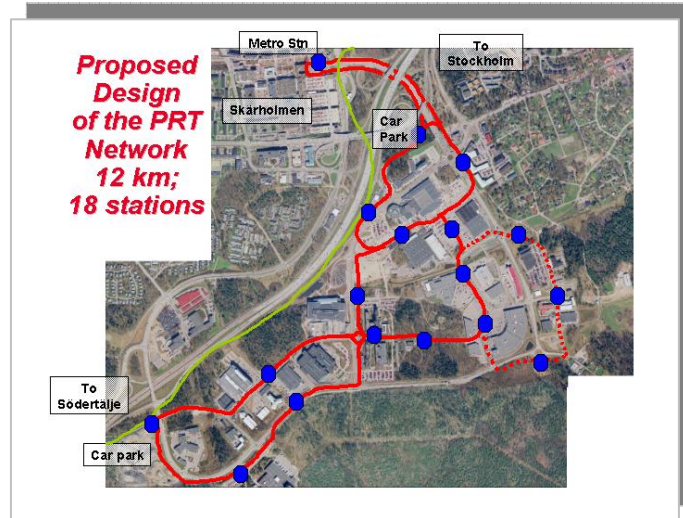 Proposed
Design
of the PRT
Network
12 km;
18 stations
Metro Stn
To
Stockholm
Skärholmen
Car
Park
To
Södertälje
Car park